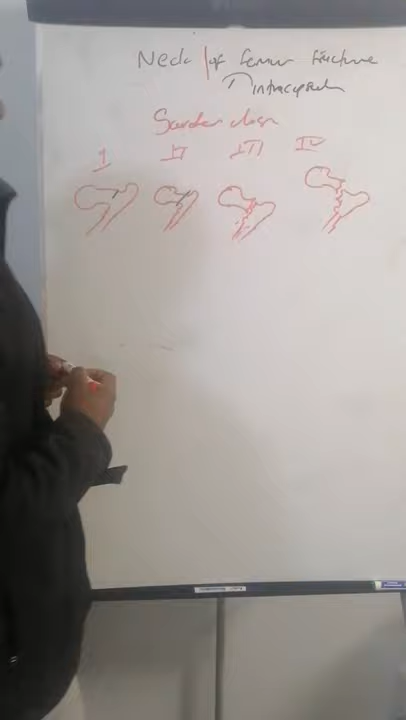 Neck of femur fracture
intracapsular
Garden class
I II III IV